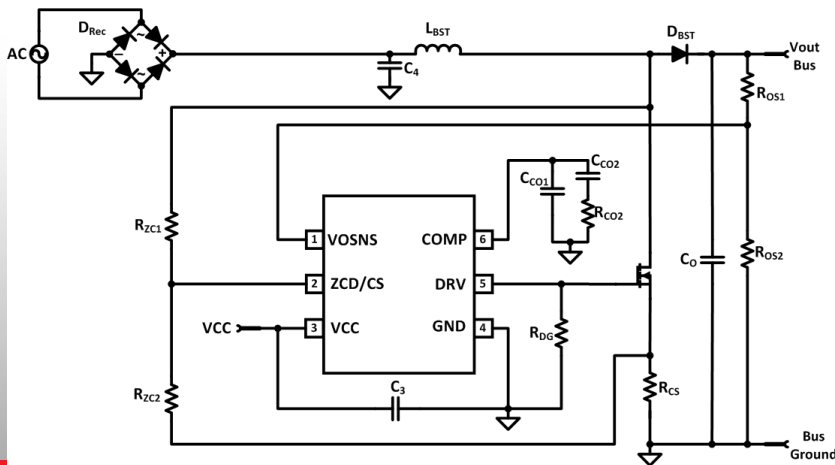 DRec
LBST
DBST
AC
~
- +
~
C4
Vout
Bus
ROS1
CCO2
CCO1
RCO2
RZC1
1 VOSNS COMP 6
2 ZCD/CS DRV 5
VCC 3 VCC GND 4
CO
ROS2
RDG
RZC2
C3
RCS
Bus
Ground